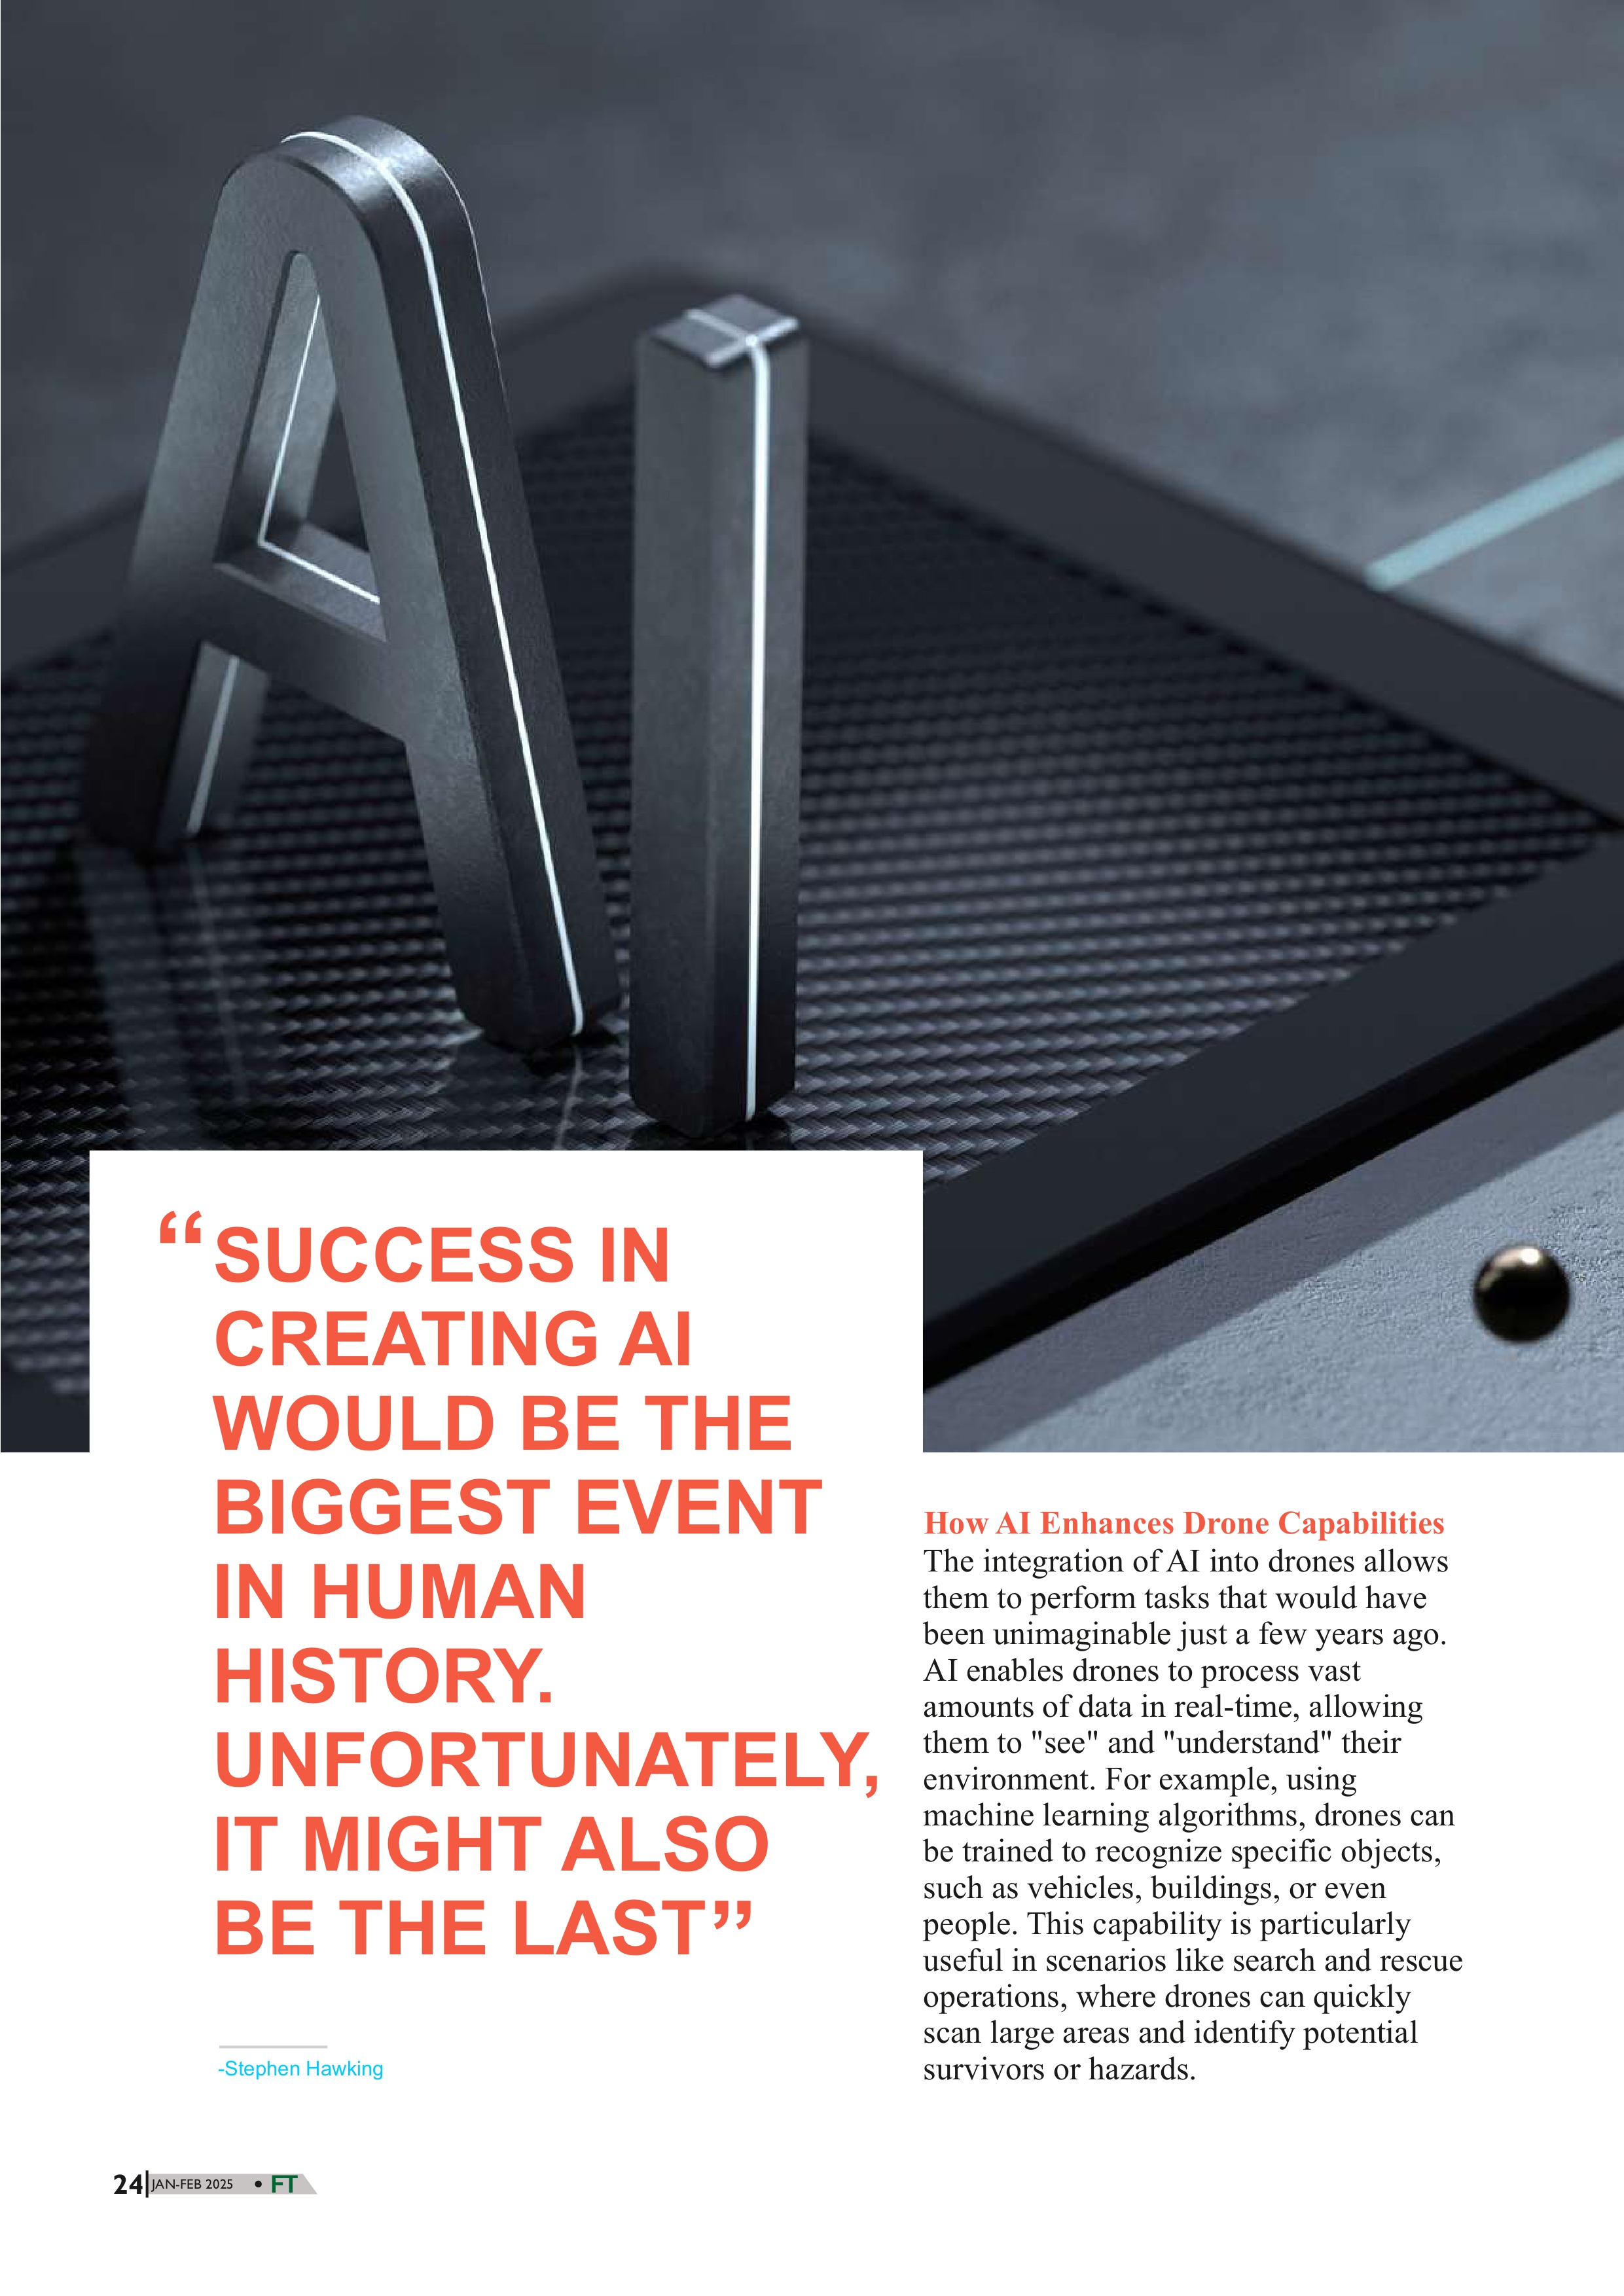 AI
“SUCCESS IN
CREATING AI
WOULD BE THE
BIGGEST EVENT
IN HUMAN
HISTORY.
UNFORTUNATELY,
IT MIGHT ALSO
BE THE LAST”
-Stephen Hawking
How AI Enhances Drone Capabilities
The integration of AI into drones allows
them to perform tasks that would have
been unimaginable just a few years ago.
AI enables drones to process vast
amounts of data in real-time, allowing
them to "see" and "understand" their
environment. For example, using
machine learning algorithms, drones can
be trained to recognize specific objects,
such as vehicles, buildings, or even
people. This capability is particularly
useful in scenarios like search and rescue
operations, where drones can quickly
scan large areas and identify potential
survivors or hazards.
24 JAN-FEB 2025 • FT